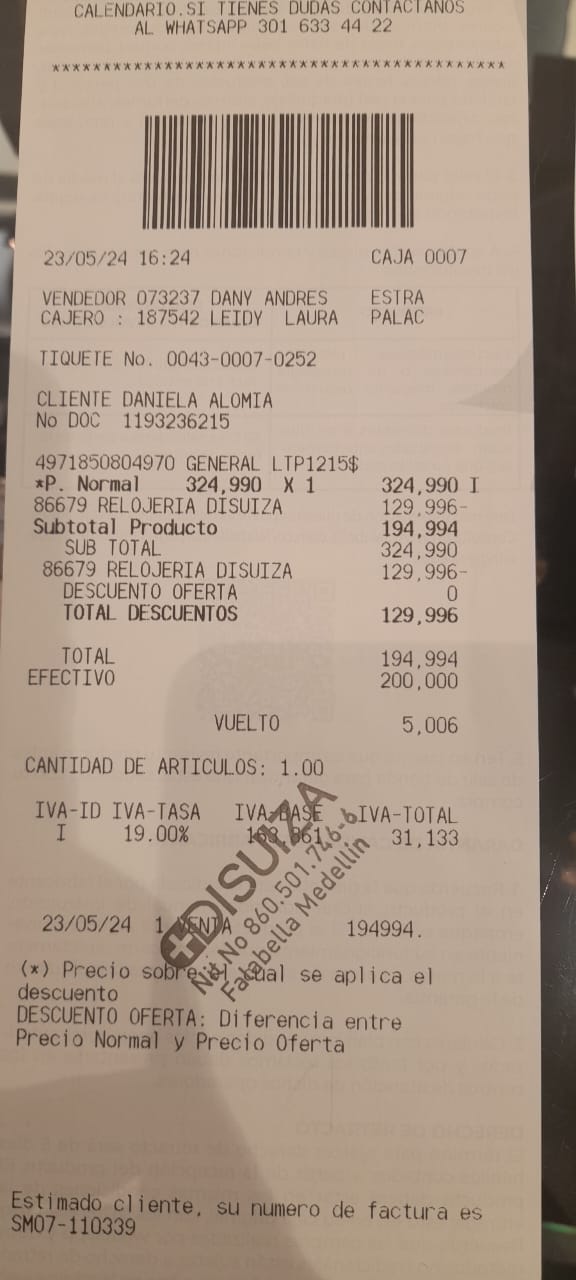 CALENDARIO.SI TIENES DUDAS CONTACTANOS
AL WHATSAPP 301 633 44 22
********************************************
23/05/24 16:24 CAJA 0007
VENDEDOR 073237 DANY ANDRES ESTRA
CAJERO : 187542 LEIDY LAURA PALAC
TIQUETE No. 0043-0007-0252
CLIENTE DANIELA ALOMIA
No DOC 1193236215
4971850804970 GENERAL LTP1215$
*P. Normal 324,990 X 1 324,990 I
86679 RELOJERIA DISUIZA 129,996-
Subtotal Producto 194,994
SUB TOTAL 324,990
86679 RELOJERIA DISUIZA 129,996-
DESCUENTO OFERTA 0
TOTAL DESCUENTOS 129,996
TOTAL 194,994
EFECTIVO 200,000
VUELTO 5,006
CANTIDAD DE ARTICULOS: 1.00
IVA-ID IVA-TASA IVA-BASE IVA-TOTAL
I 19.00% 163,861 31,133
DISUIZA
Nit No 860.501.746-6
Falabella Medellín
23/05/24 1 VENTA 194994.
(*) Precio sobre el cual se aplica el
descuento
DESCUENTO OFERTA: Diferencia entre
Precio Normal y Precio Oferta
Estimado cliente, su numero de factura es
SM07-110339